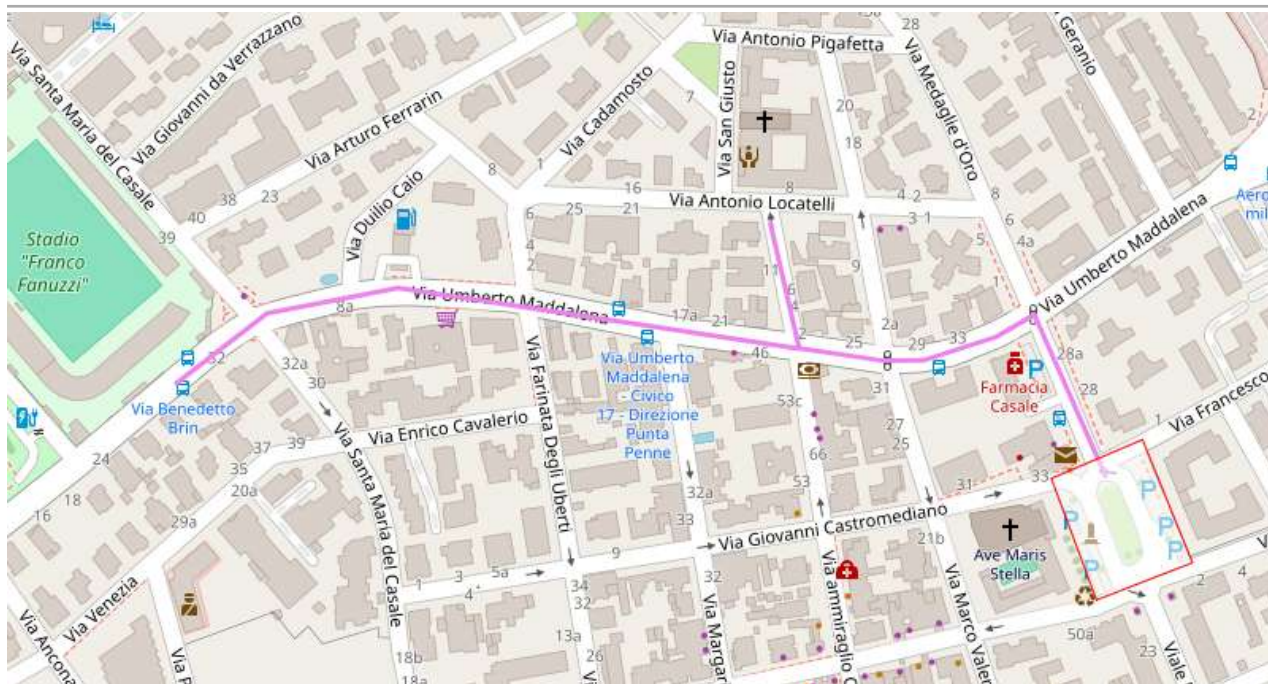 Via Antonio Pigafetta
28
Via Giovanni da Verrazzano
Via Santa Maria del Casale
Via Medaglie d'Oro
Geranio
Via Cadamosto
7
Via San Giusto
20
18
2
Via Arturo Ferrarin
8
1
16
8
4 2
8
38
23
Via Duilio Caio
6
25
21
Via Antonio Locatelli
3 1
6
Aero
mil
40
39
4
2
5
4a
Via Umberto Maddalena
Stadio
"Franco
Fanuzzi"
11
9
6
4
1
8a
Via Umberto Maddalena
17a
21
2
2a
25
29
33
46
28a
32
32a
30
Via Umberto
Maddalena
- Civico
17 - Direzione
Punta
Penne
31
28
Farmacia
Casale
P
Via Benedetto
Brin
53c
27
25
Via Farinata Degli Uberti
Via Enrico Cavalerio
39
37
35
20a
24
18
16
66
53
1
Via Francesco
33
31
P
Via Santa Maria del Casale
32a
33
29a
Via Giovanni Castromediano
P
P
P
P
21b
Ave Maris
Stella
9
5a
3
1
4
34
32
32
2
4
Via Venezia
Via Ancona
Via P
13a
26
18b
18a
Via Margar
Via ammiraglio C
Via Marco Valer
50a
23
Viale